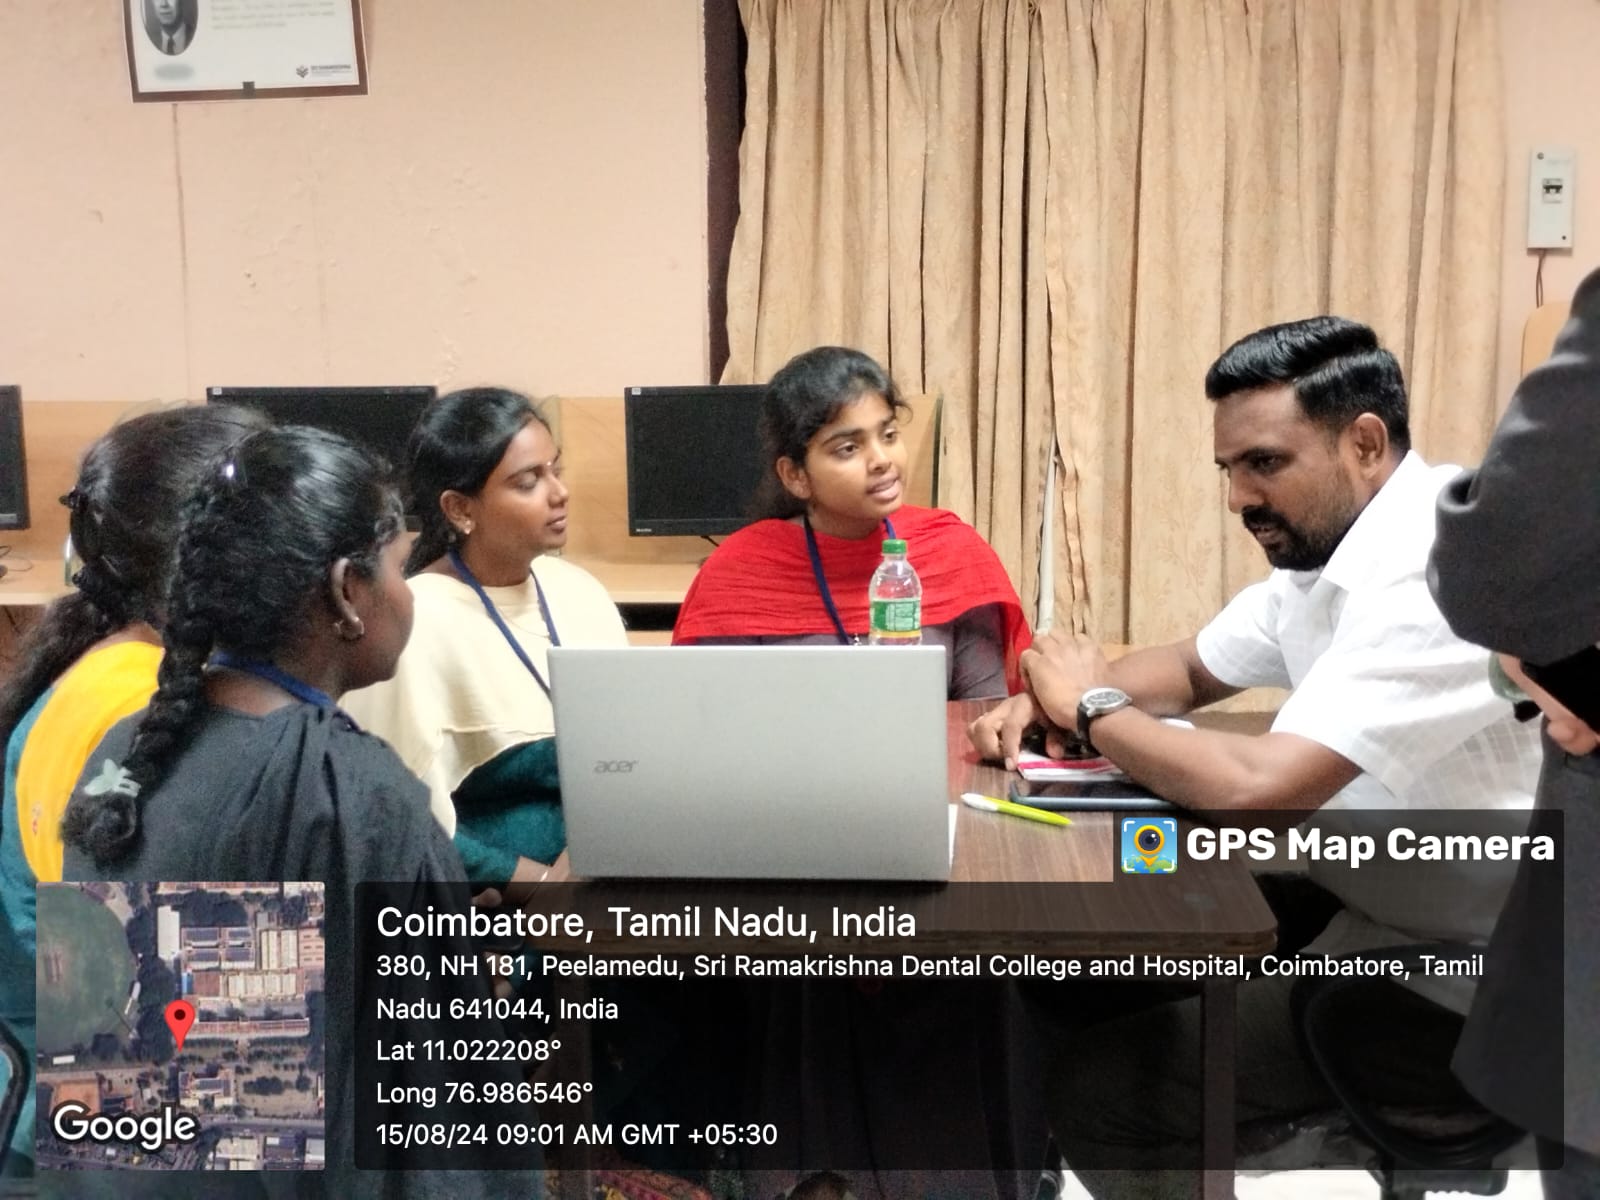 acer
GPS Map Camera
Coimbatore, Tamil Nadu, India
380, NH 181, Peelamedu, Sri Ramakrishna Dental College and Hospital, Coimbatore, Tamil
Nadu 641044, India
Lat 11.022208°
Long 76.986546°
15/08/24 09:01 AM GMT +05:30
Google